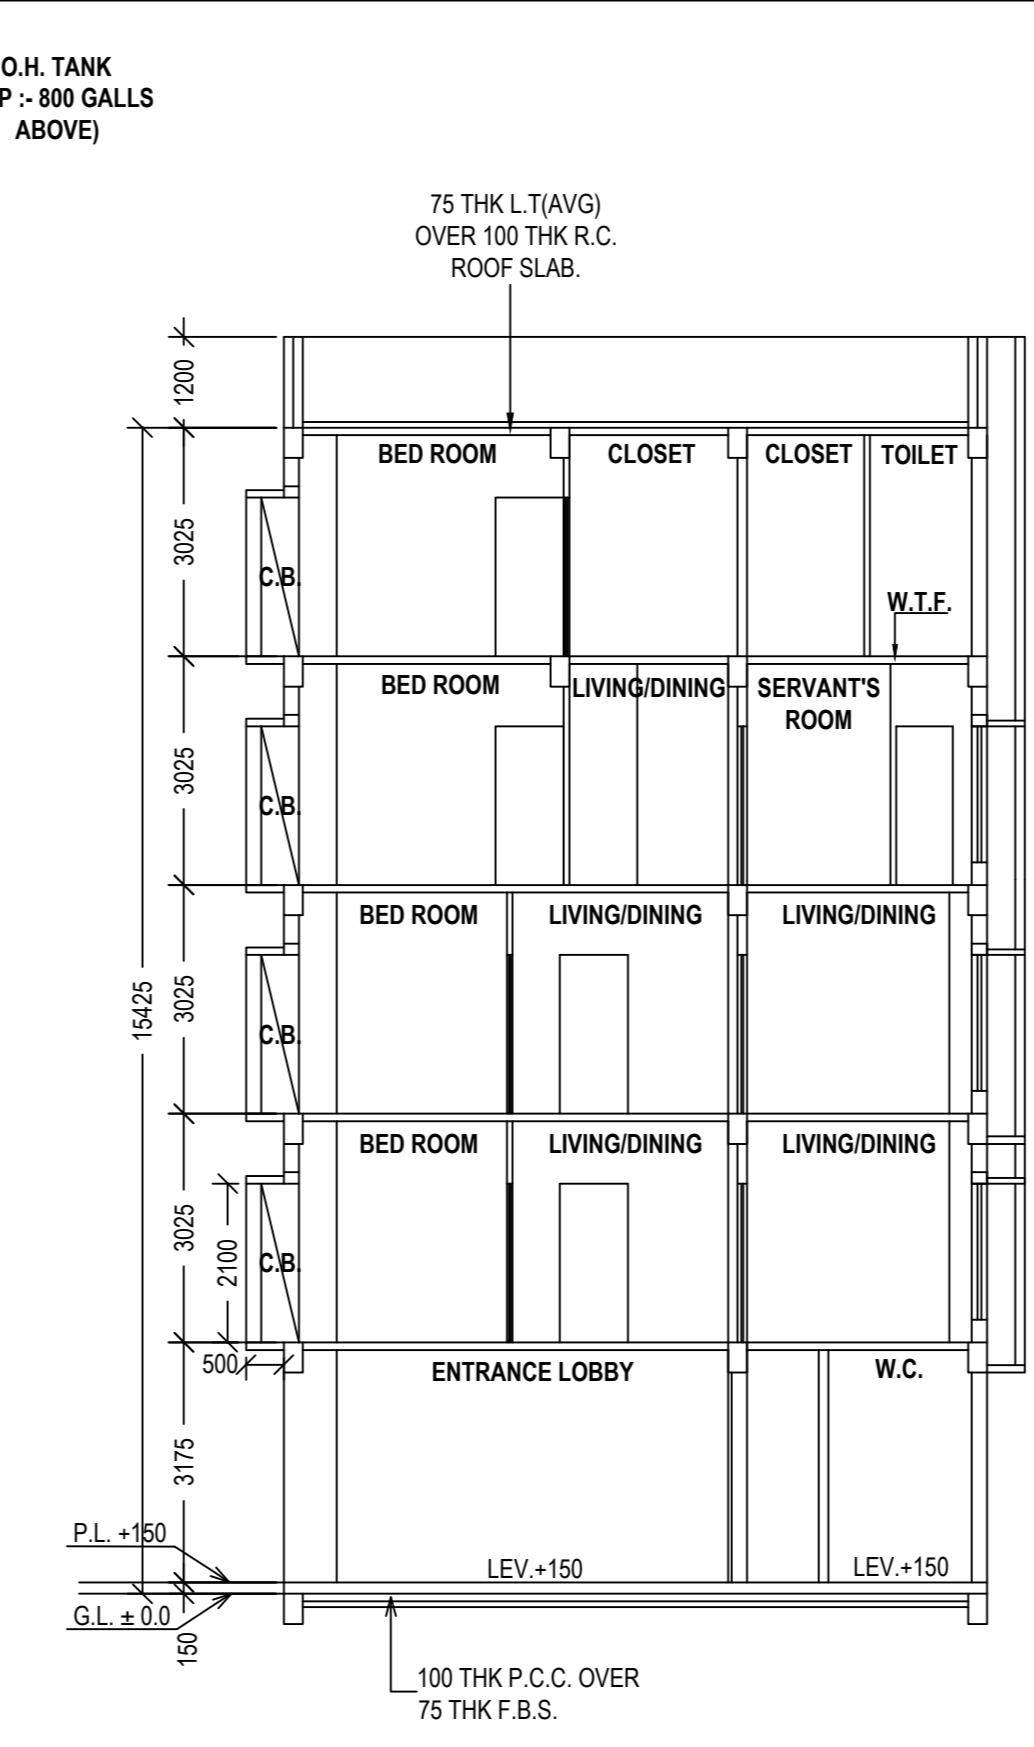 O.H. TANK
P :- 800 GALLS
ABOVE)
75 THK L.T(AVG)
OVER 100 THK R.C.
ROOF SLAB.
1200
BED ROOM
CLOSET
CLOSET
TOILET
3025
C.B.
W.T.F.
BED ROOM
LIVING/DINING
SERVANT'S
ROOM
3025
C.B.
BED ROOM
LIVING/DINING
LIVING/DINING
15425
3025
C.B.
BED ROOM
LIVING/DINING
LIVING/DINING
3025
2100
C.B.
500
ENTRANCE LOBBY
W.C.
3175
P.L. +150
LEV.+150
LEV.+150
G.L. ± 0.0
150
100 THK P.C.C. OVER
75 THK F.B.S.